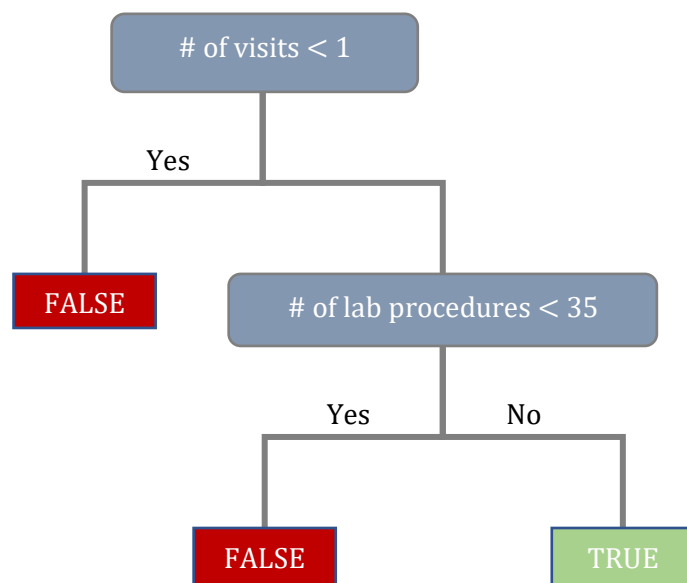 # of visits < 1
Yes
FALSE
# of lab procedures < 35
Yes No
FALSE TRUE